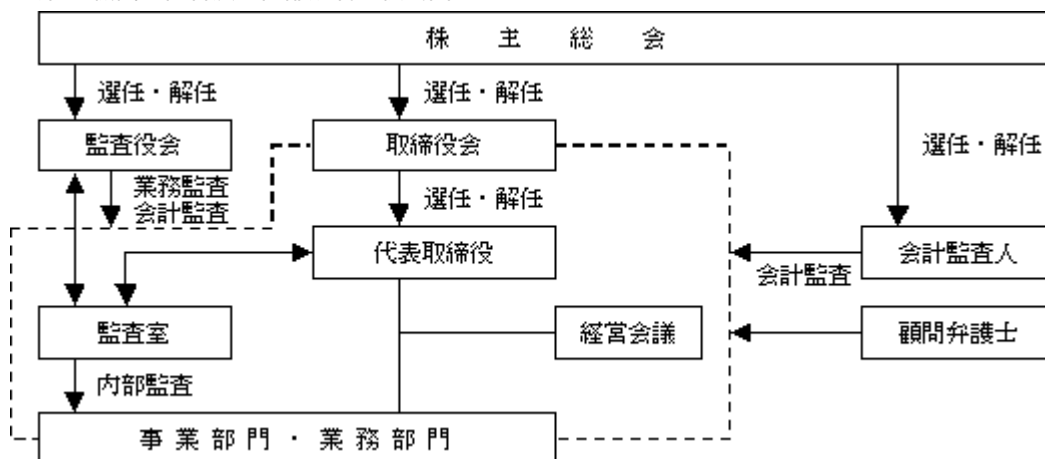 株主総会
選任・解任
選任・解任
監査役会
取締役会
選任・解任
業務監査
会計監査
選任・解任
代表取締役
会計監査人
会計監査
監査室
経営会議
顧問弁護士
内部監査
事業部門・業務部門